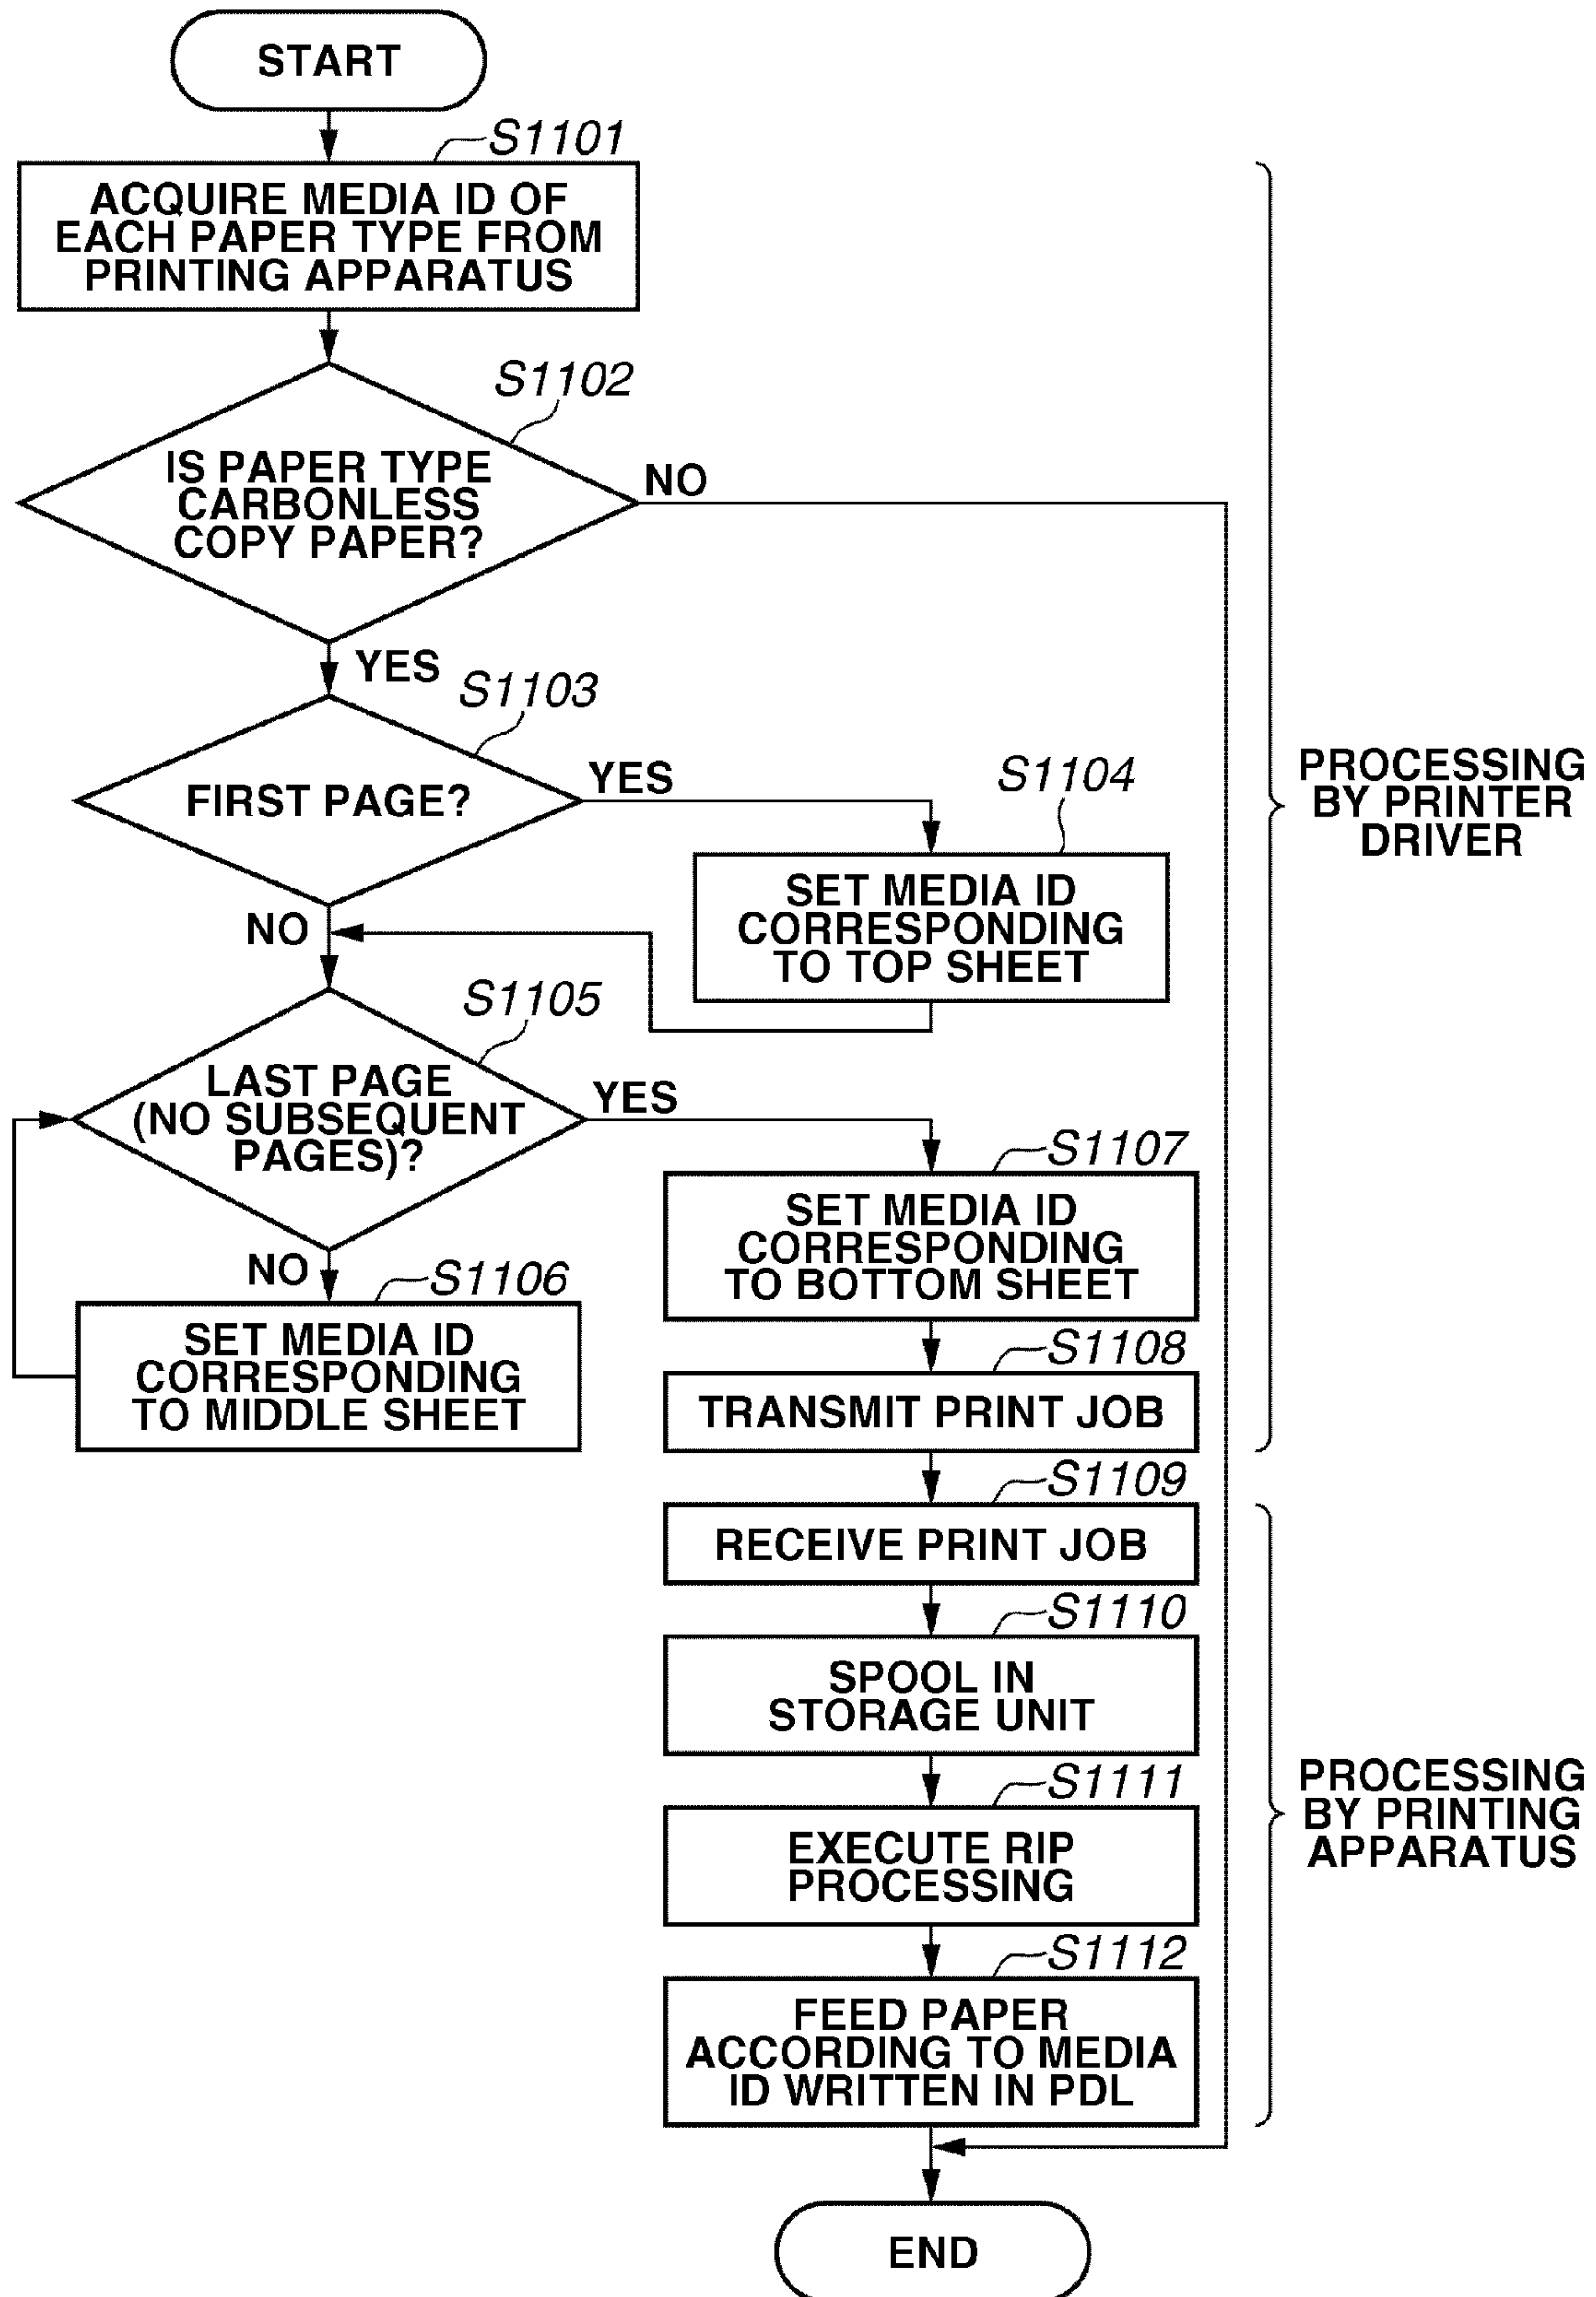 START
S1101
ACQUIRE MEDIA ID OF
EACH PAPER TYPE FROM
PRINTING APPARATUS
S1102
IS PAPER TYPE
CARBONLESS
COPY PAPER?
NO
YES
S1103
FIRST PAGE?
YES
S1104
SET MEDIA ID
CORRESPONDING
TO TOP SHEET
NO
S1105
LAST PAGE
(NO SUBSEQUENT
PAGES)?
YES
NO
S1106
SET MEDIA ID
CORRESPONDING
TO MIDDLE SHEET
S1107
SET MEDIA ID
CORRESPONDING
TO BOTTOM SHEET
S1108
TRANSMIT PRINT JOB
PROCESSING
BY PRINTER
DRIVER
S1109
RECEIVE PRINT JOB
S1110
SPOOL IN
STORAGE UNIT
S1111
EXECUTE RIP
PROCESSING
S1112
FEED PAPER
ACCORDING TO MEDIA
ID WRITTEN IN PDL
PROCESSING
BY PRINTING
APPARATUS
END